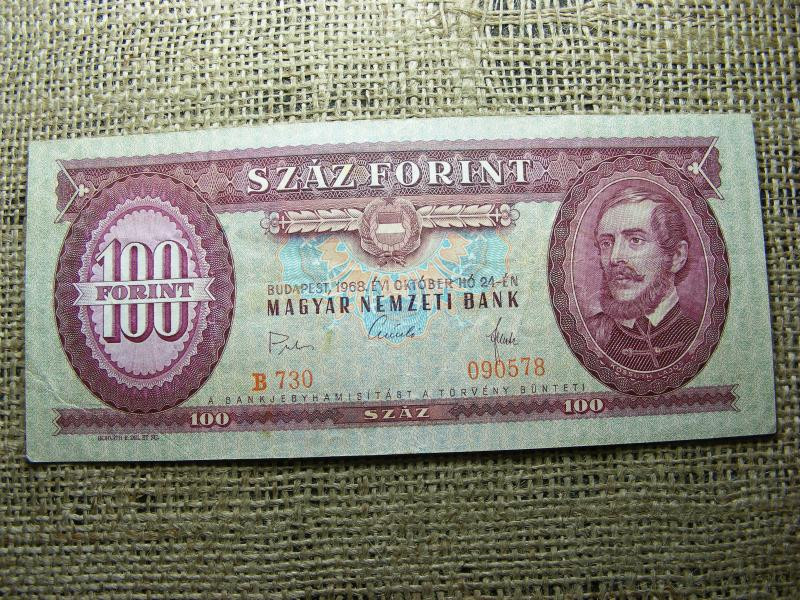 SZÁZ FORINT
100
FORINT
BUDAPEST, 1968. ÉVI OKTÓBER HÓ 24-ÉN
MAGYAR NEMZETI BANK
B 730
090578
A BANKJEGYHAMISÍTÁST A TÖRVÉNY BÜNTETI
100
SZÁZ
100